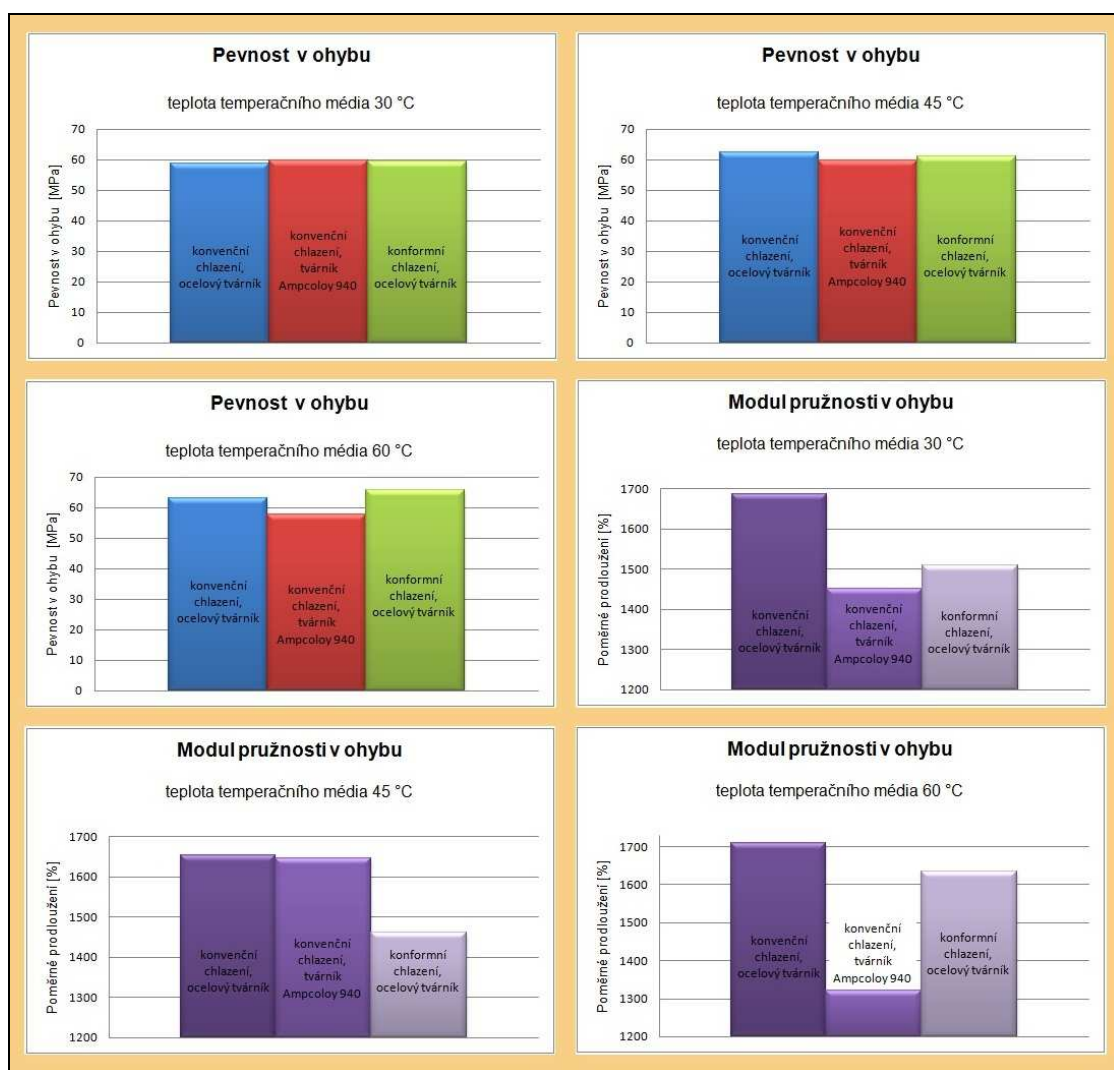 Pevnost v ohybu
teplota temperačního média 30 °C
Pevnost v ohybu [MPa]
70
60
50
40
30
20
10
0
konvenční
chlazení,
ocelový tvárník
konvenční
chlazení,
tvárník
Ampcoloy 940
konformní
chlazení,
ocelový tvárník
Pevnost v ohybu
teplota temperačního média 45 °C
Pevnost v ohybu [MPa]
70
60
50
40
30
20
10
0
konvenční
chlazení,
ocelový tvárník
konvenční
chlazení,
tvárník
Ampcoloy 940
konformní
chlazení,
ocelový tvárník
Pevnost v ohybu
teplota temperačního média 60 °C
Pevnost v ohybu [MPa]
70
60
50
40
30
20
10
0
konvenční
chlazení,
ocelový tvárník
konvenční
chlazení,
tvárník
Ampcoloy 940
konformní
chlazení,
ocelový tvárník
Modul pružnosti v ohybu
teplota temperačního média 30 °C
Poměrné prodloužení [%]
1700
1600
1500
1400
1300
1200
konvenční
chlazení,
ocelový tvárník
konvenční
chlazení,
tvárník
Ampcoloy 940
konformní
chlazení,
ocelový tvárník
Modul pružnosti v ohybu
teplota temperačního média 45 °C
Poměrné prodloužení [%]
1700
1600
1500
1400
1300
1200
konvenční
chlazení,
ocelový tvárník
konvenční
chlazení,
tvárník
Ampcoloy 940
konformní
chlazení,
ocelový tvárník
Modul pružnosti v ohybu
teplota temperačního média 60 °C
Poměrné prodloužení [%]
1700
1600
1500
1400
1300
1200
konvenční
chlazení,
ocelový tvárník
konvenční
chlazení,
tvárník
Ampcoloy 940
konformní
chlazení,
ocelový tvárník